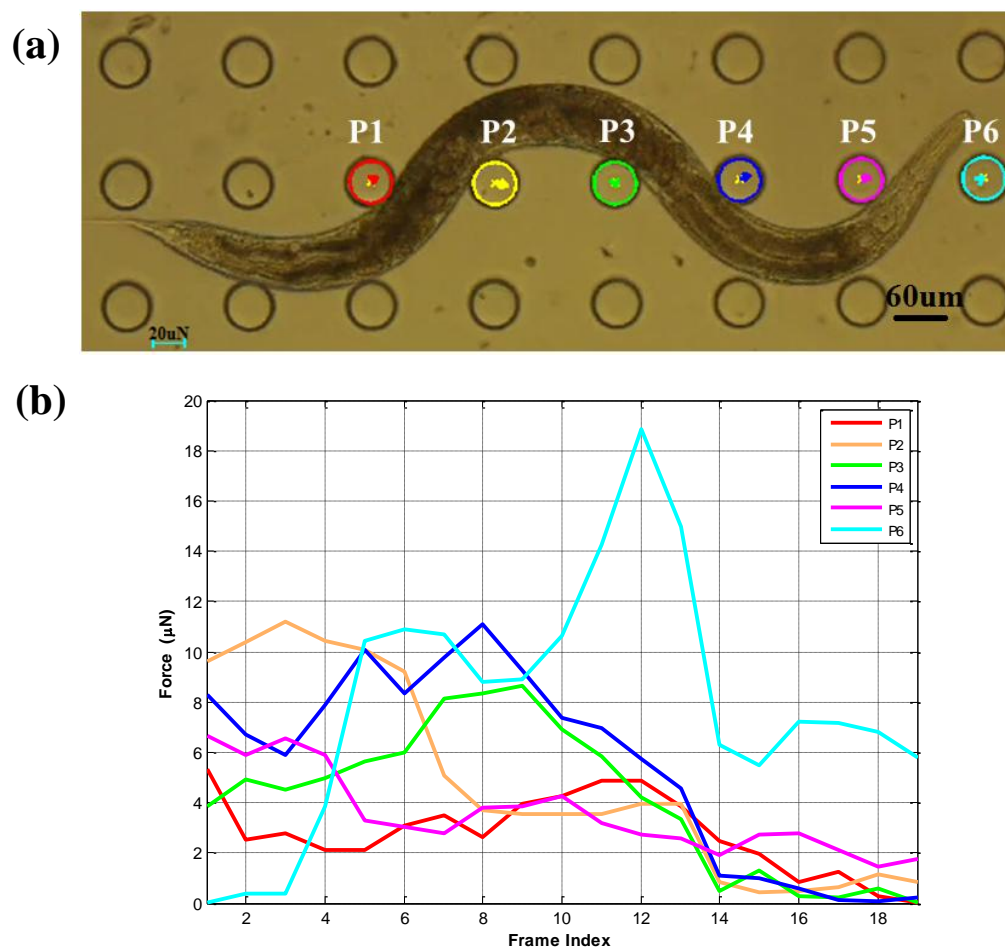 (a)
P1 P2 P3 P4 P5 P6
60um
20uN
(b)
20
18
16
14
12
10
8
6
4
2
0
Force (μN)
P1
P2
P3
P4
P5
P6
2 4 6 8 10 12 14 16 18
Frame Index